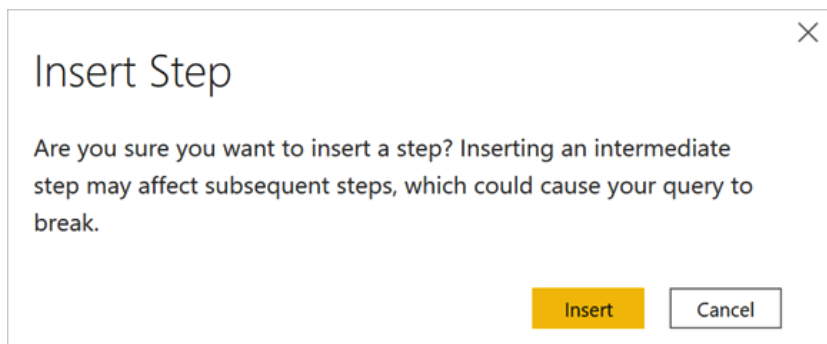 Insert Step
Are you sure you want to insert a step? Inserting an intermediate
step may affect subsequent steps, which could cause your query to
break.
Insert Cancel